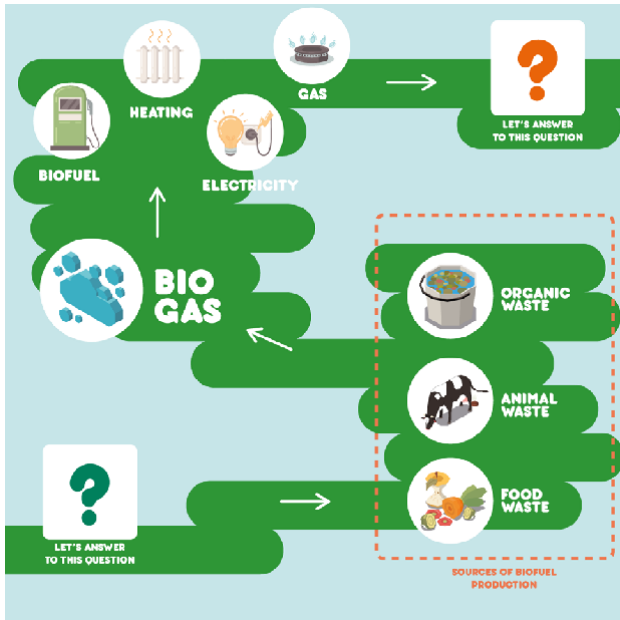 GAS
HEATING
LET'S ANSWER
TO THIS QUESTION
BIOFUEL
ELECTRICITY
BIO
GAS
ORGANIC
WASTE
ANIMAL
WASTE
FOOD
WASTE
LET'S ANSWER
TO THIS QUESTION
SOURCES OF BIOFUEL
PRODUCTION